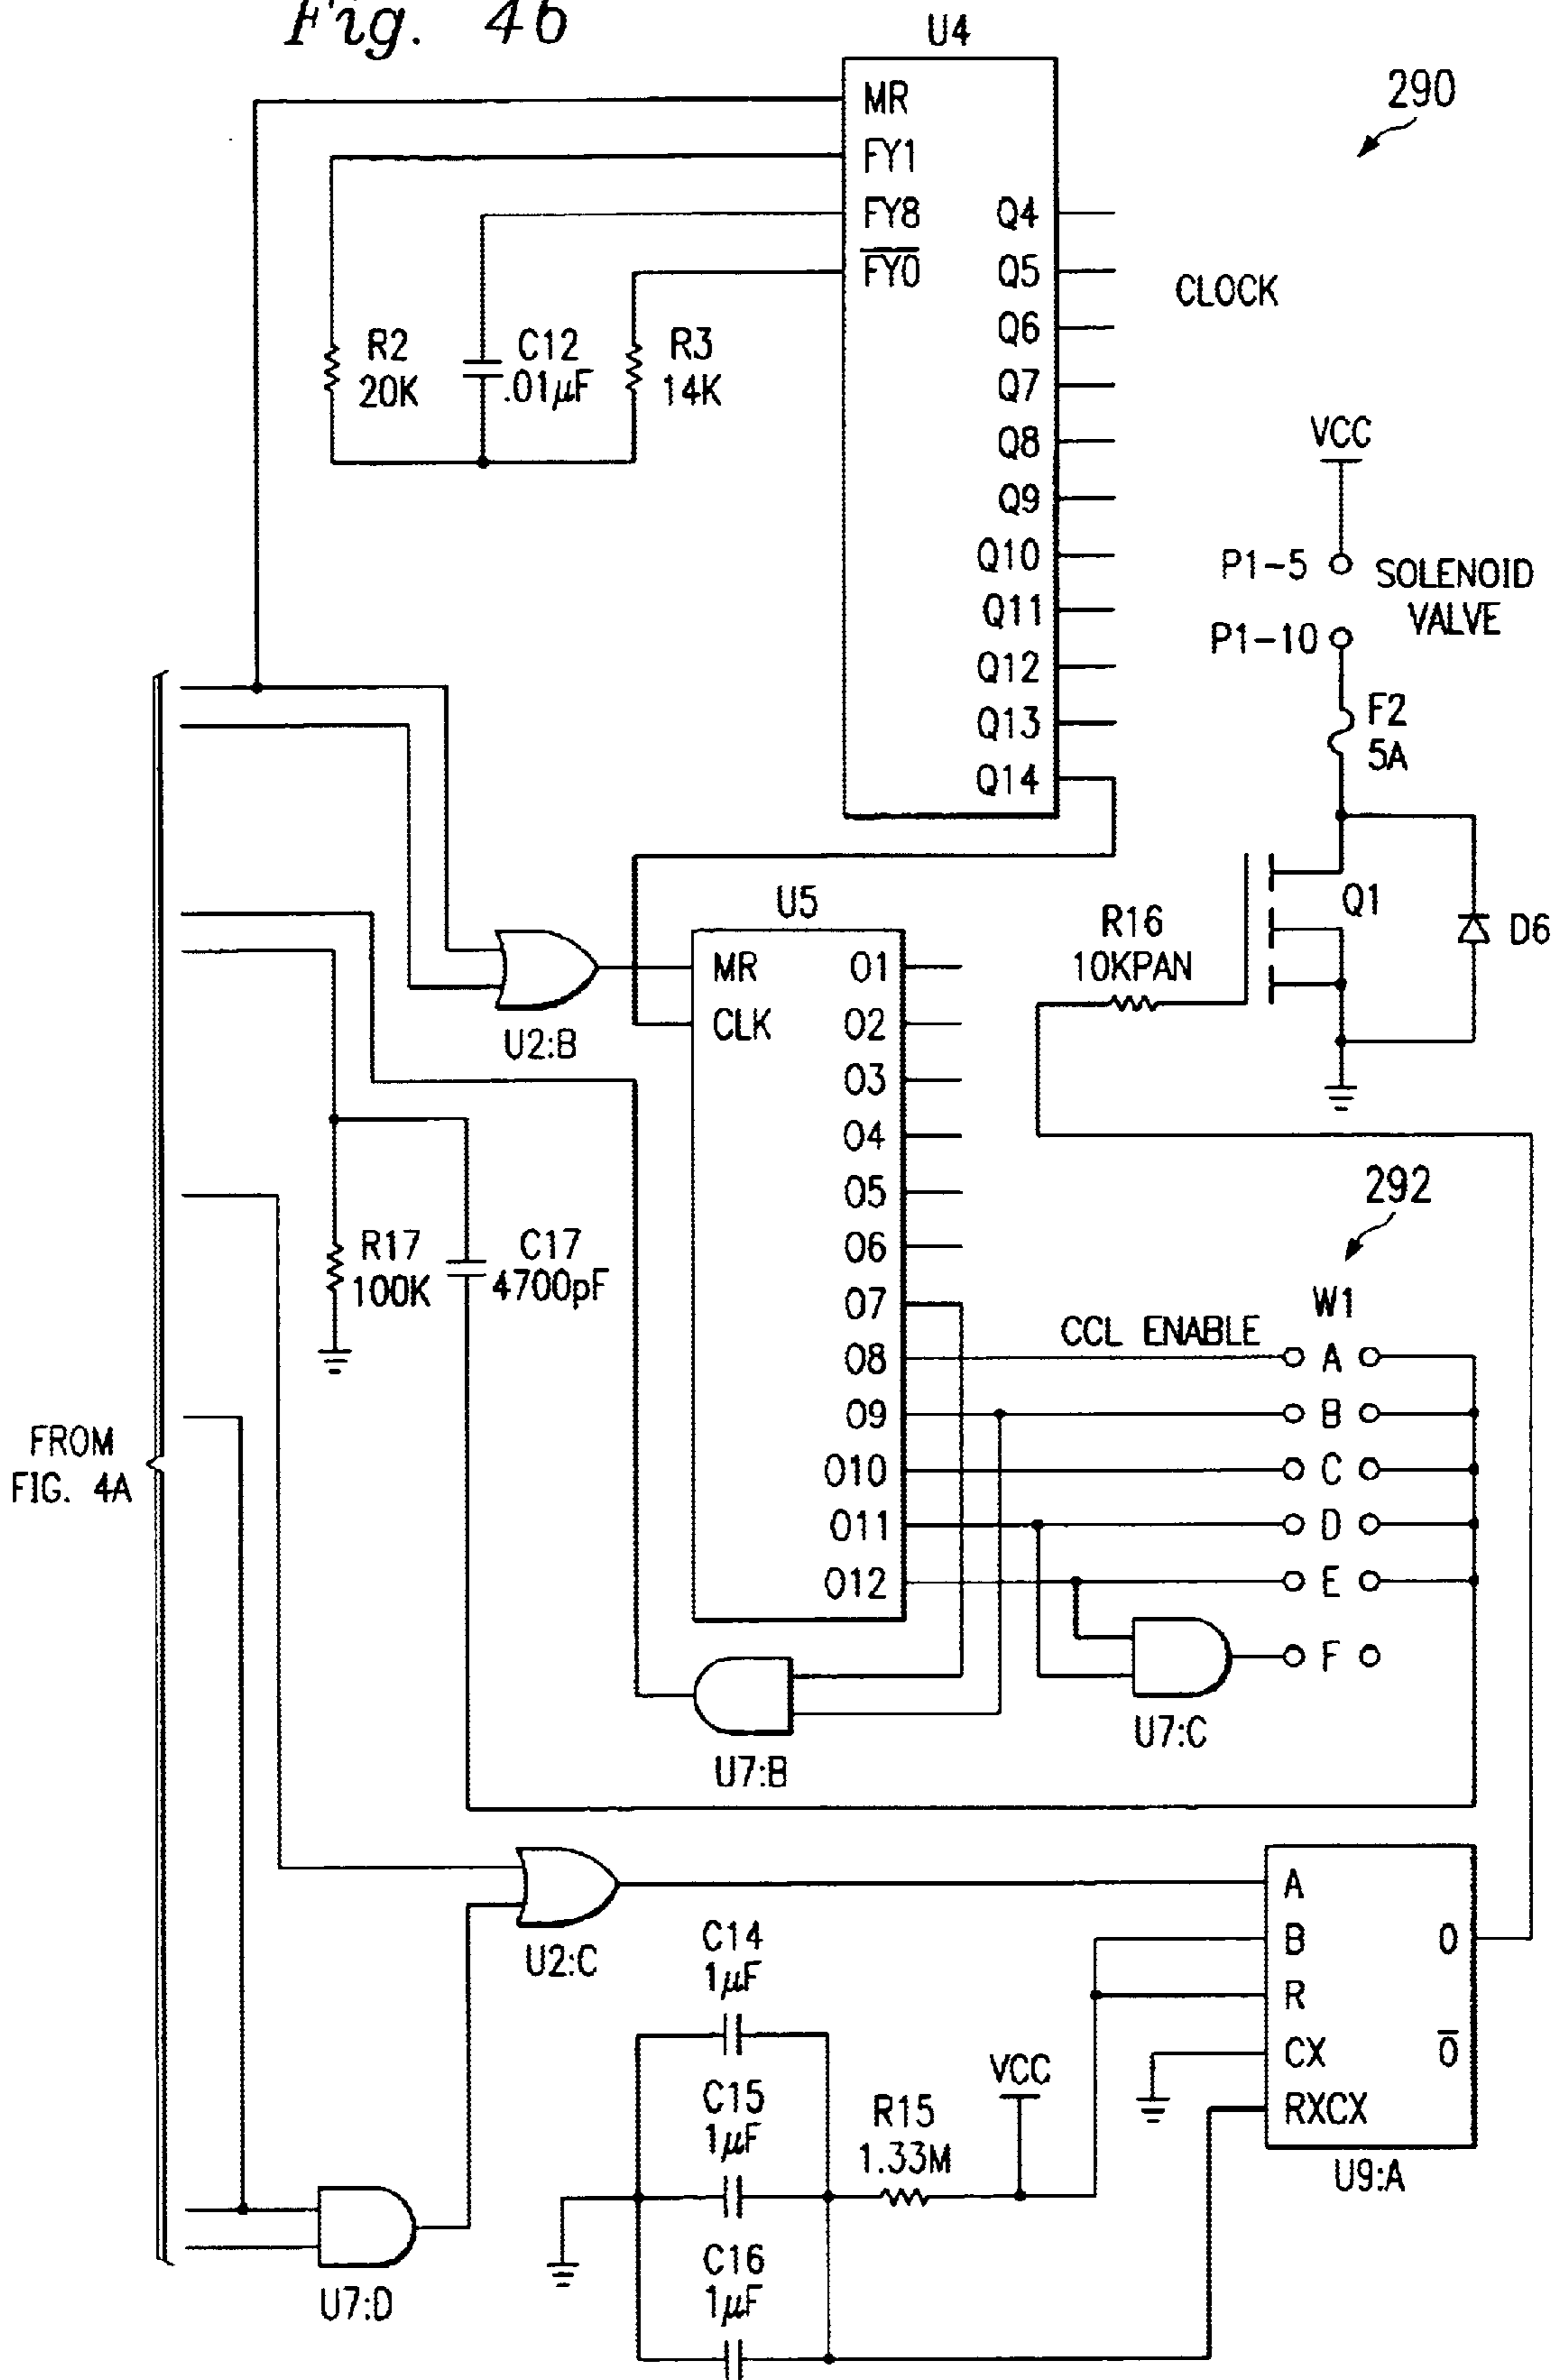 Fig. 4b
U4
290
MR
FY1
FY8
FY0
Q4
Q5
Q6
Q7
Q8
Q9
Q10
Q11
Q12
Q13
Q14
CLOCK
R2
20K
C12
.01μF
R3
14K
VCC
P1-5
SOLENOID
VALVE
P1-10
F2
5A
Q1
D6
R16
10KPAN
U5
MR
CLK
O1
O2
O3
O4
O5
O6
O7
O8
O9
O10
O11
O12
U2:B
R17
100K
C17
4700pF
292
W1
CCL ENABLE
A
B
C
D
E
F
FROM
FIG. 4A
U7:B
U7:C
U2:C
A
B
R
CX
RXCX
O
O
U9:A
C14
1μF
C15
1μF
C16
1μF
R15
1.33M
VCC
U7:D